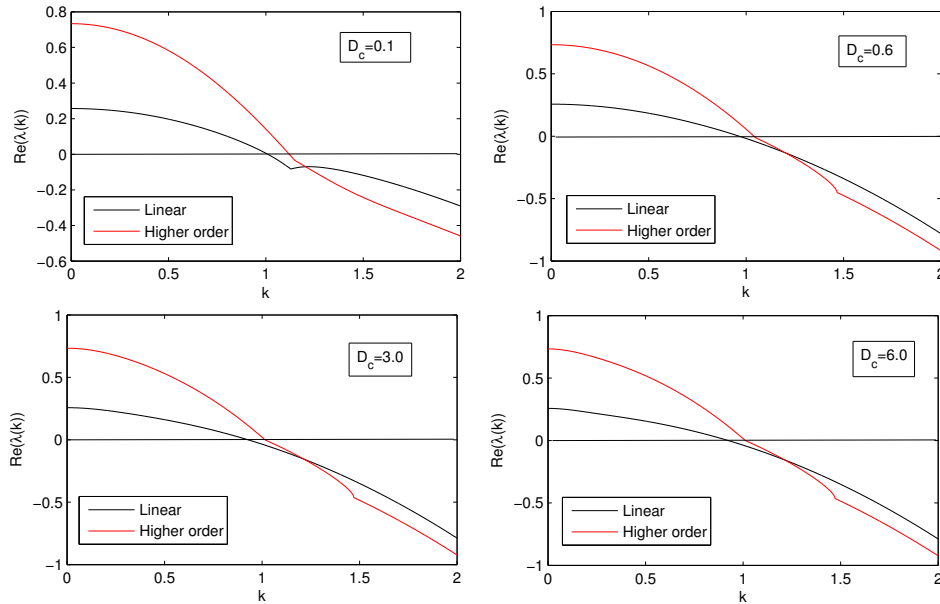 0.8
0.6
0.4
0.2
0
−0.2
−0.4
−0.6
Re(λ(k))
D_c=0.1
Linear
Higher order
0 0.5 1 1.5 2
k
1
0.5
0
−0.5
−1
Re(λ(k))
D_c=0.6
Linear
Higher order
0 0.5 1 1.5 2
k
1
0.5
0
−0.5
−1
Re(λ(k))
D_c=3.0
Linear
Higher order
0 0.5 1 1.5 2
k
1
0.5
0
−0.5
−1
Re(λ(k))
D_c=6.0
Linear
Higher order
0 0.5 1 1.5 2
k